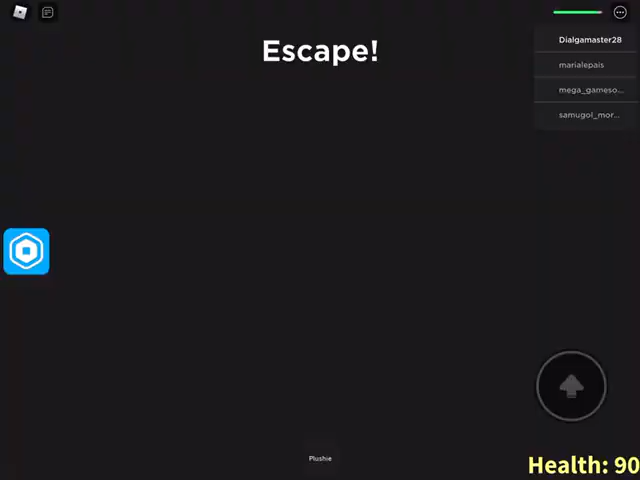 Escape!
Dialgamaster28
marialepais
mega_gameso...
samugol_mor...
Plushie
Health: 90